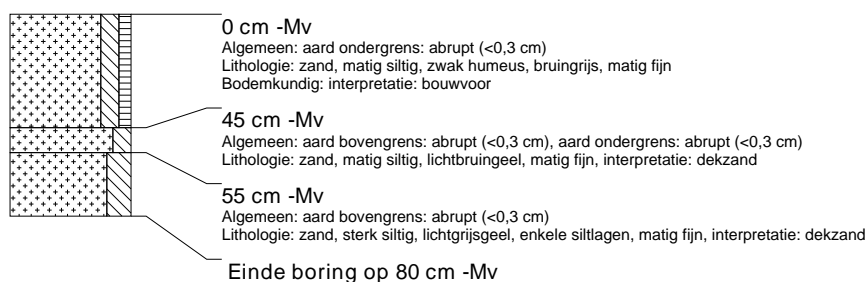 0 cm -Mv
Algemeen: aard ondergrens: abrupt (<0,3 cm)
Lithologie: zand, matig siltig, zwak humeus, bruingrijs, matig fijn
Bodemkundig: interpretatie: bouwvoor
45 cm -Mv
Algemeen: aard bovengrens: abrupt (<0,3 cm), aard ondergrens: abrupt (<0,3 cm)
Lithologie: zand, matig siltig, lichtbruingeel, matig fijn, interpretatie: dekzand
55 cm -Mv
Algemeen: aard bovengrens: abrupt (<0,3 cm)
Lithologie: zand, sterk siltig, lichtgrijsgeel, enkele siltlagen, matig fijn, interpretatie: dekzand
Einde boring op 80 cm -Mv